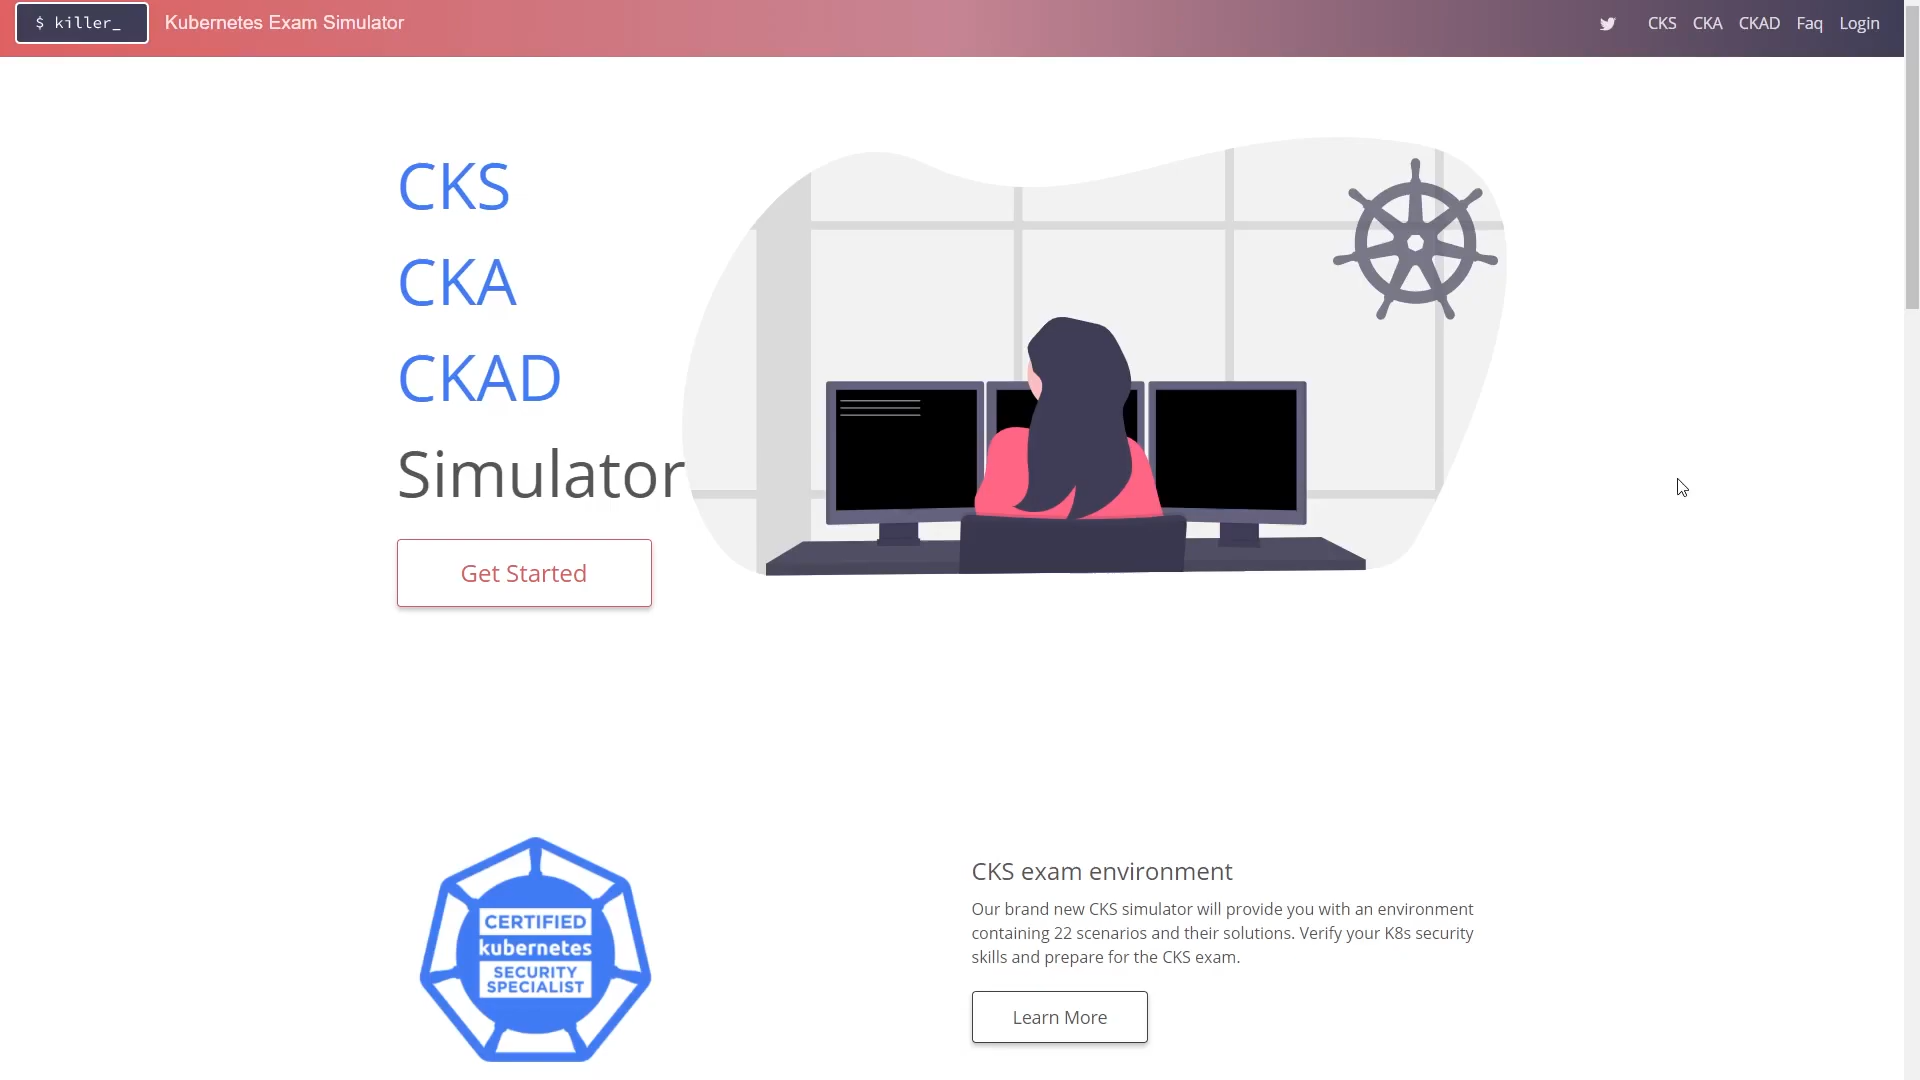 $ killer_
Kubernetes Exam Simulator
CKS CKA CKAD Faq Login
CKS
CKA
CKAD
Simulator
Get Started
CERTIFIED
kubernetes
SECURITY
SPECIALIST
CKS exam environment
Our brand new CKS simulator will provide you with an environment
containing 22 scenarios and their solutions. Verify your K8s security
skills and prepare for the CKS exam.
Learn More